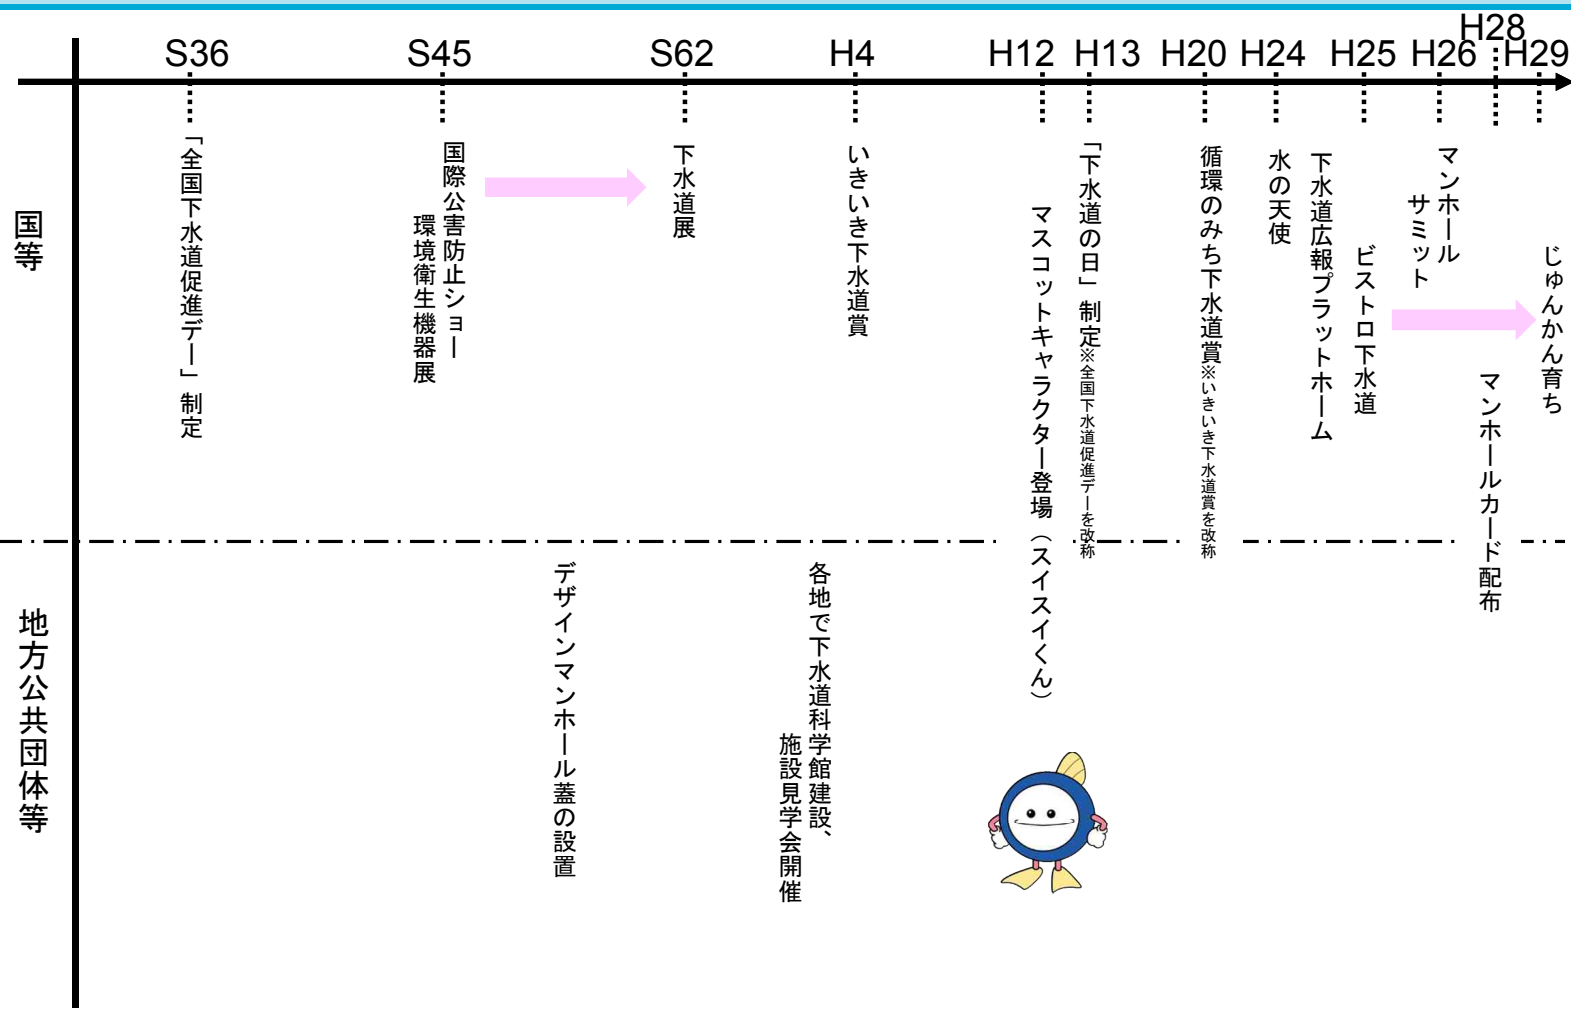 S36
S45
S62
H4
H12
H13
H20
H24
H25
H26
H28
H29
国等
「全国下水道促進デー」制定
国際公害防止ショー
環境衛生機器展
下水道展
いきいき下水道賞
マスコットキャラクター登場（スイスイくん）
「下水道の日」制定※全国下水道促進デーを改称
循環のみち下水道賞※いきいき下水道賞を改称
水の天使
下水道広報プラットホーム
ビストロ下水道
マンホール
サミット
マンホールカード配布
じゅんかん育ち
地方公共団体等
デザインマンホール蓋の設置
各地で下水道科学館建設、
施設見学会開催